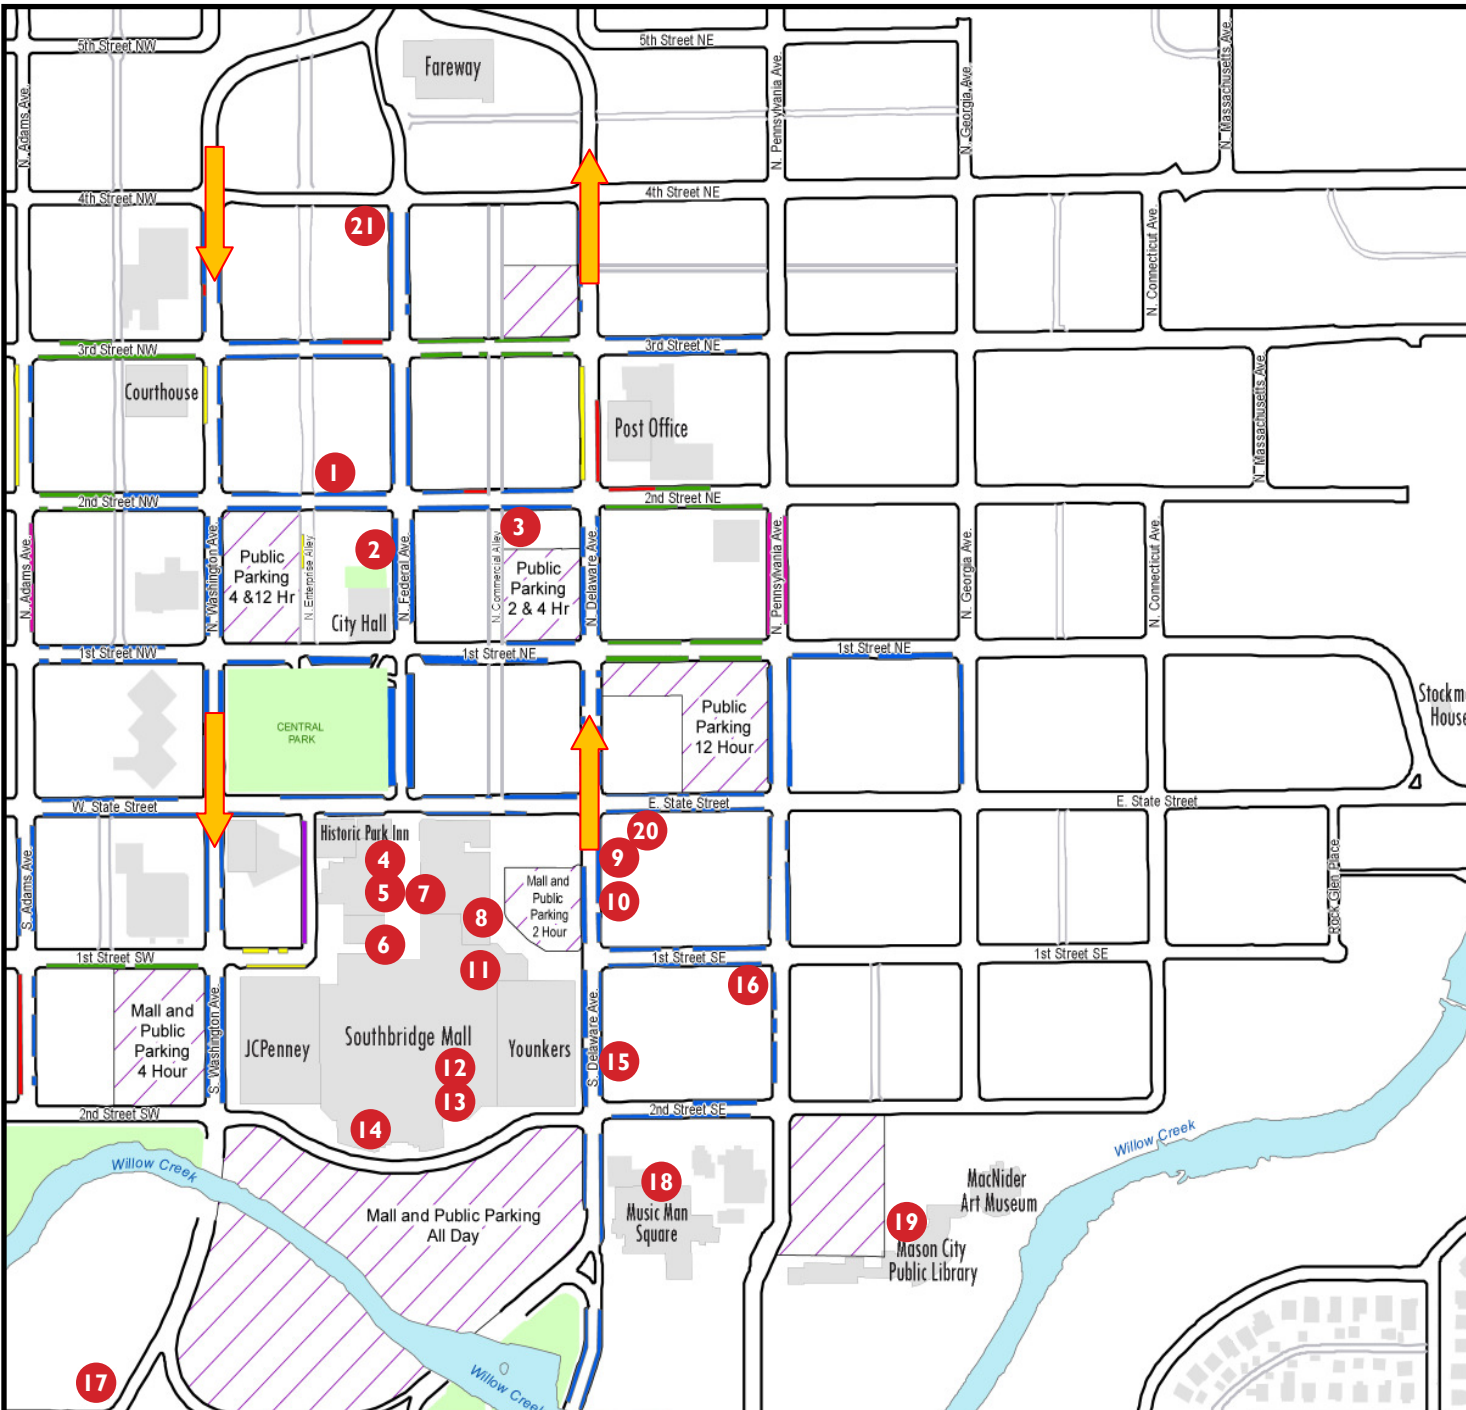 5th Street NW
5th Street NE
Fareway
N. Adams Ave.
N. Pennsylvania Ave.
N. Georgia Ave.
N. Massachusetts Ave.
4th Street NW
4th Street NE
21
N. Connecticut Ave.
3rd Street NW
3rd Street NE
Courthouse
Post Office
N. Massachusetts Ave.
1
2nd Street NW
2nd Street NE
3
2
N. Adams Ave.
N. Washington Ave.
Public
Parking
4 &12 Hr
N. Enterprise Alley
City Hall
N. Federal Ave.
N. Commercial Alley
Public
Parking
2 & 4 Hr
N. Delaware Ave.
N. Pennsylvania Ave.
N. Georgia Ave.
N. Connecticut Ave.
1st Street NW
1st Street NE
1st Street NE
CENTRAL
PARK
Public
Parking
12 Hour
Stockm
House
W. State Street
E. State Street
E. State Street
Historic Park Inn
20
4
9
5
7
10
8
6
11
S. Adams Ave.
Mall and
Public
Parking
2 Hour
Rock Glen Place
1st Street SW
1st Street SE
1st Street SE
16
Mall and
Public
Parking
4 Hour
S. Washington Ave.
JCPenney
Southbridge Mall
Younkers
S. Delaware Ave.
15
12
13
14
2nd Street SW
2nd Street SE
Willow Creek
Willow Creek
Mall and Public Parking
All Day
18
Music Man
Square
MacNider
Art Museum
19
Mason City
Public Library
17
Willow Creek